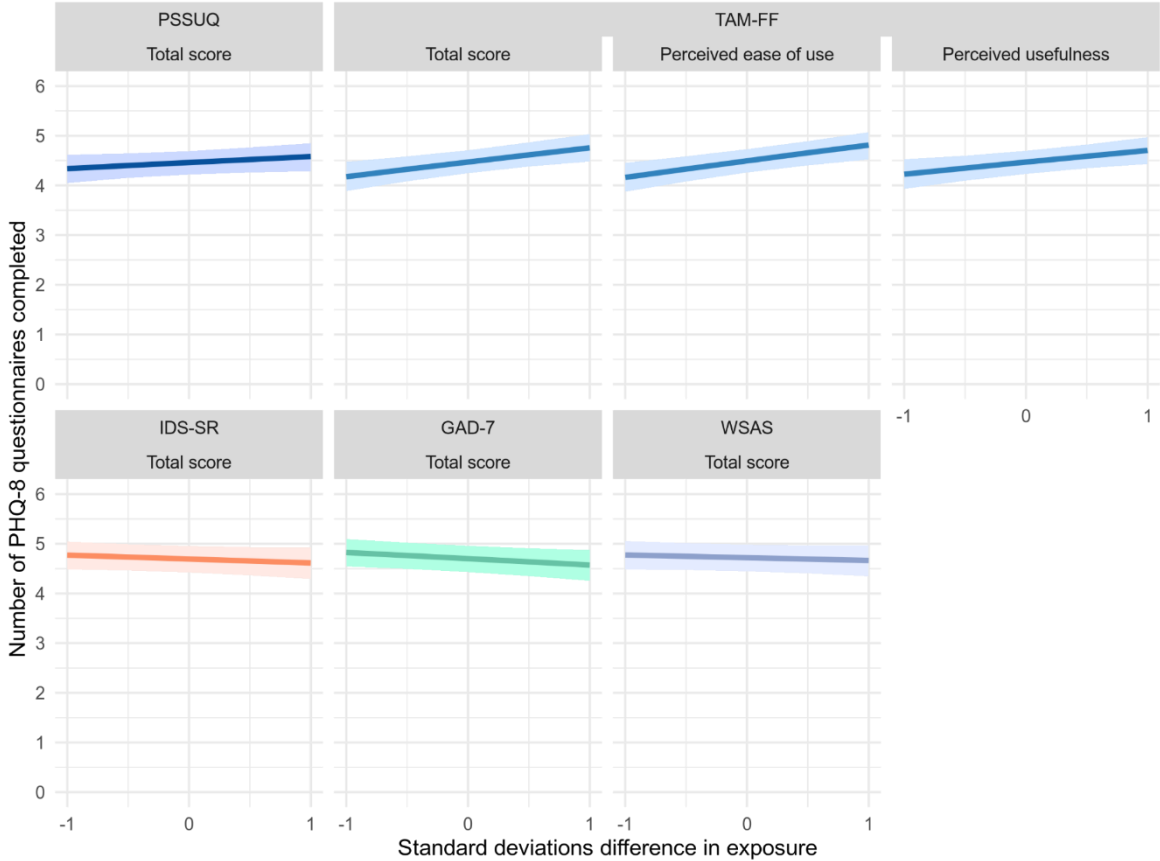 PSSUQ
TAM-FF
Total score
Total score
Perceived ease of use
Perceived usefulness
6
5
4
3
2
1
0
-1
0
1
IDS-SR
GAD-7
WSAS
Total score
Total score
Total score
6
5
4
3
2
1
0
-1
0
1
-1
0
1
-1
0
1
Number of PHQ-8 questionnaires completed
Standard deviations difference in exposure